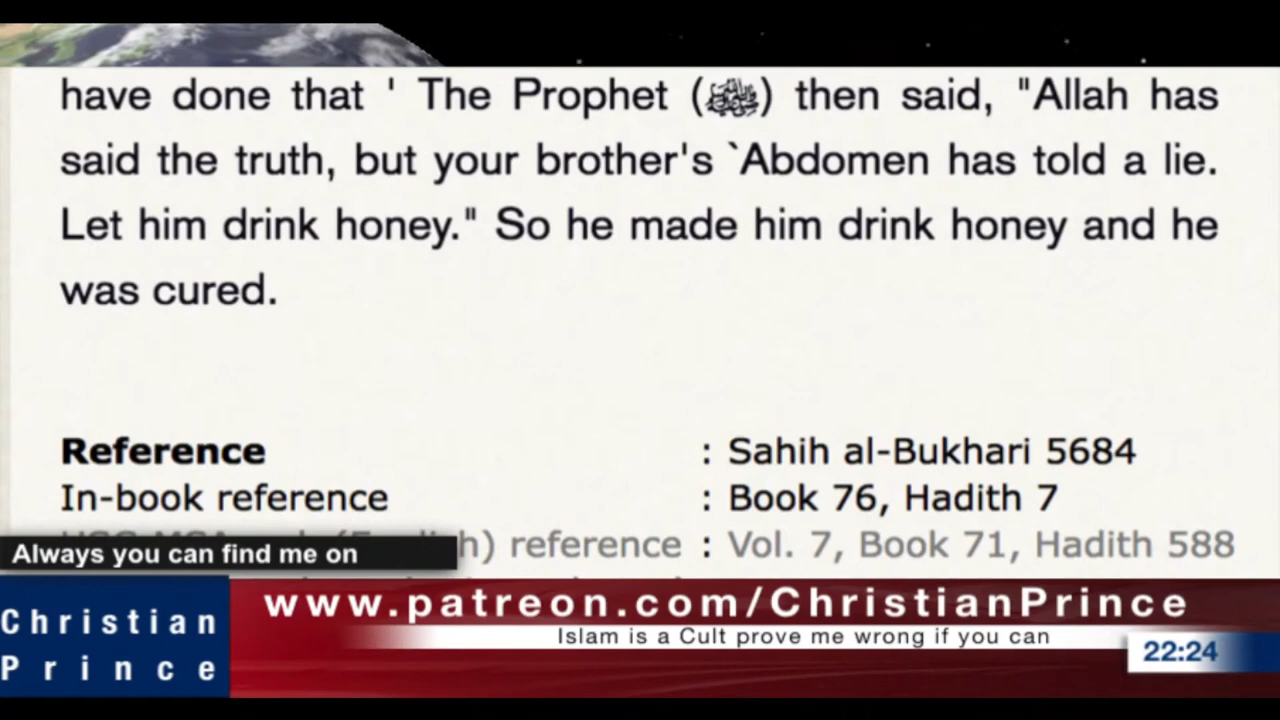 have done that ' The Prophet (ﷺ) then said, "Allah has
said the truth, but your brother's `Abdomen has told a lie.
Let him drink honey." So he made him drink honey and he
was cured.
Reference : Sahih al-Bukhari 5684
In-book reference : Book 76, Hadith 7
reference : Vol. 7, Book 71, Hadith 588
Always you can find me on
Christian
Prince
www.patreon.com/ChristianPrince
Islam is a Cult prove me wrong if you can
22:24